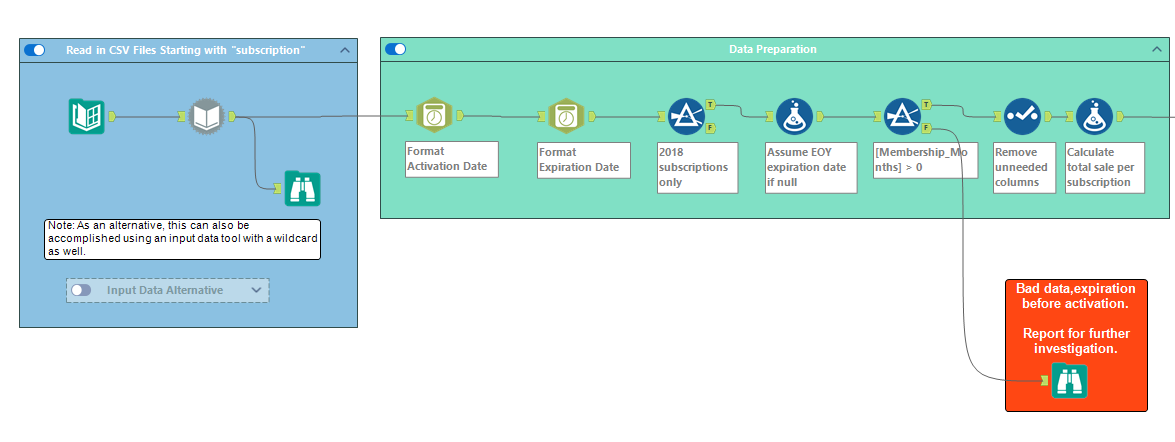 Read in CSV Files Starting with "subscription"
Note: As an alternative, this can also be
accomplished using an input data tool with a wildcard
as well.
Input Data Alternative
Data Preparation
T
F
T
F
Format
Activation Date
Format
Expiration Date
2018
subscriptions
only
Assume EOY
expiration date
if null
[Membership_Mo
nths] > 0
Remove
unneeded
columns
Calculate
total sale per
subscription
Bad data,expiration
before activation.
Report for further
investigation.